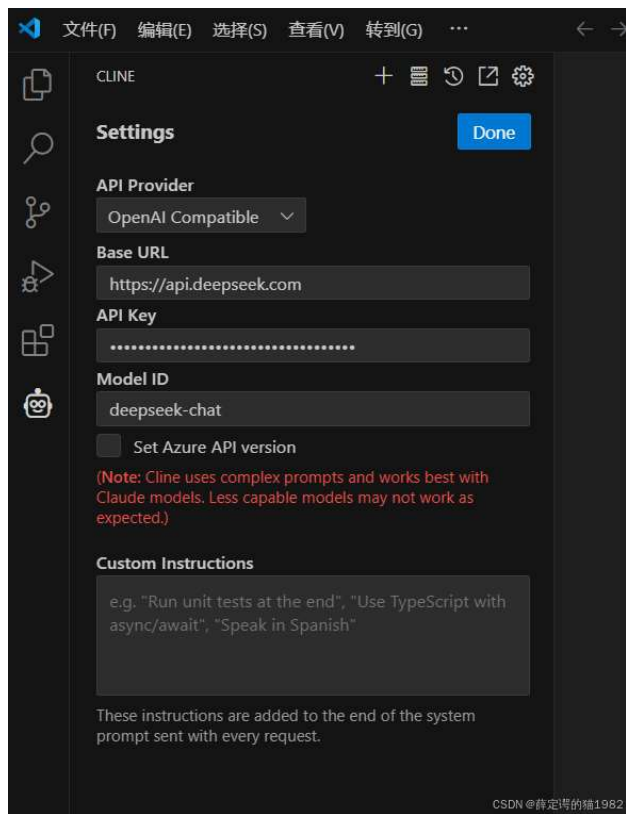 文件(F) 编辑(E) 选择(S) 查看(V) 转到(G) ···
CLINE
Settings
Done
API Provider
OpenAI Compatible
Base URL
https://api.deepseek.com
API Key
•••••••••••••••••••••••••••••••••••
Model ID
deepseek-chat
Set Azure API version
(Note: Cline uses complex prompts and works best with
Claude models. Less capable models may not work as
expected.)
Custom Instructions
e.g. "Run unit tests at the end", "Use TypeScript with
async/await", "Speak in Spanish"
These instructions are added to the end of the system
prompt sent with every request.
CSDN @薛定谔的猫1982